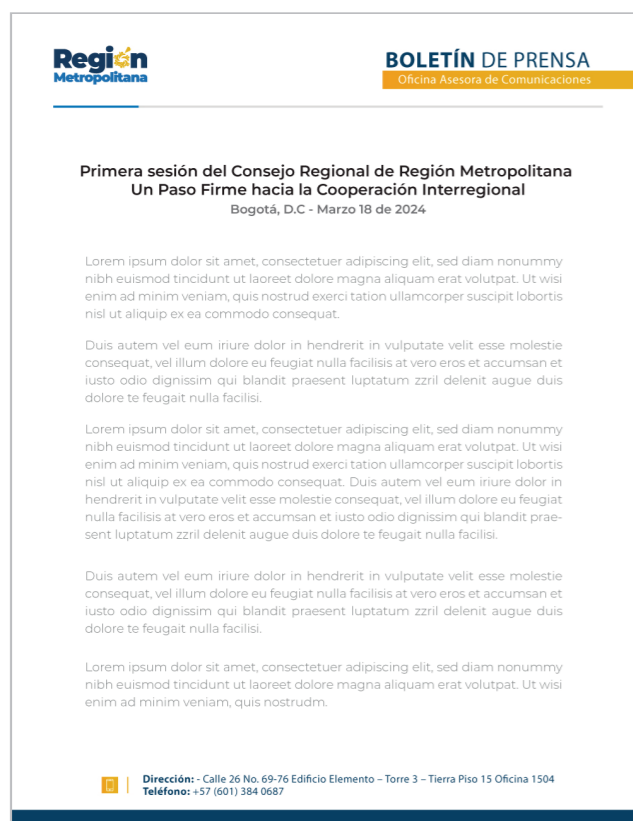 Región
Metropolitana
BOLETÍN DE PRENSA
Oficina Asesora de Comunicaciones
Primera sesión del Consejo Regional de Región Metropolitana
Un Paso Firme hacia la Cooperación Interregional
Bogotá, D.C - Marzo 18 de 2024
Lorem ipsum dolor sit amet, consectetuer adipiscing elit, sed diam nonummy
nibh euismod tincidunt ut laoreet dolore magna aliquam erat volutpat. Ut wisi
enim ad minim veniam, quis nostrud exerci tation ullamcorper suscipit lobortis
nisl ut aliquip ex ea commodo consequat.
Duis autem vel eum iriure dolor in hendrerit in vulputate velit esse molestie
consequat, vel illum dolore eu feugiat nulla facilisis at vero eros et accumsan et
iusto odio dignissim qui blandit praesent luptatum zzril delenit augue duis
dolore te feugait nulla facilisi.
Lorem ipsum dolor sit amet, consectetuer adipiscing elit, sed diam nonummy
nibh euismod tincidunt ut laoreet dolore magna aliquam erat volutpat. Ut wisi
enim ad minim veniam, quis nostrud exerci tation ullamcorper suscipit lobortis
nisl ut aliquip ex ea commodo consequat. Duis autem vel eum iriure dolor in
hendrerit in vulputate velit esse molestie consequat, vel illum dolore eu feugiat
nulla facilisis at vero eros et accumsan et iusto odio dignissim qui blandit prae-
sent luptatum zzril delenit augue duis dolore te feugait nulla facilisi.
Duis autem vel eum iriure dolor in hendrerit in vulputate velit esse molestie
consequat, vel illum dolore eu feugiat nulla facilisis at vero eros et accumsan et
iusto odio dignissim qui blandit praesent luptatum zzril delenit augue duis
dolore te feugait nulla facilisi.
Lorem ipsum dolor sit amet, consectetuer adipiscing elit, sed diam nonummy
nibh euismod tincidunt ut laoreet dolore magna aliquam erat volutpat. Ut wisi
enim ad minim veniam, quis nostrudm.
Dirección: - Calle 26 No. 69-76 Edificio Elemento – Torre 3 – Tierra Piso 15 Oficina 1504
Teléfono: +57 (601) 384 0687